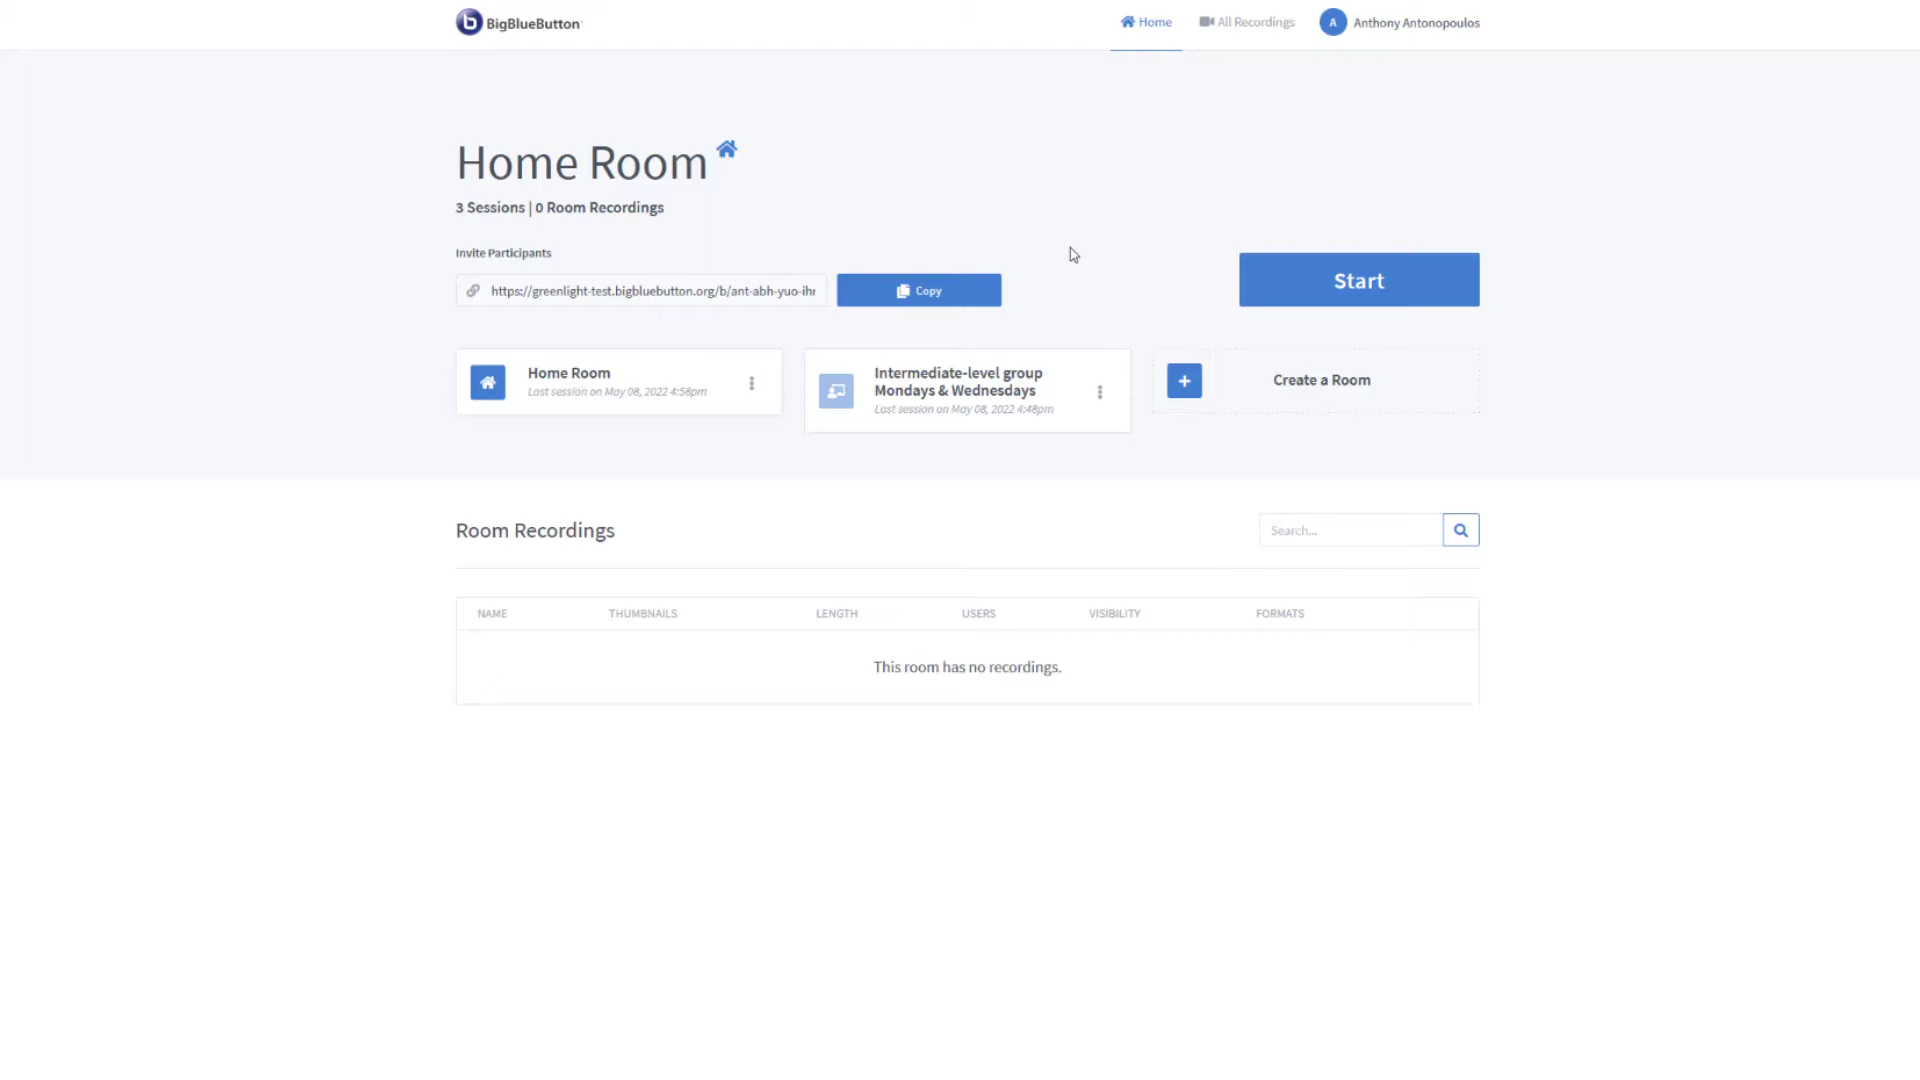 BigBlueButton
Home
All Recordings
A
Anthony Antonopoulos
Home Room
3 Sessions | 0 Room Recordings
Invite Participants
https://greenlight-test.bigbluebutton.org/b/ant-abh-yuo-ihr
Copy
Start
Home Room
Last session on May 08, 2022 4:58pm
Intermediate-level group
Mondays & Wednesdays
Last session on May 08, 2022 4:48pm
Create a Room
Room Recordings
Search...
NAME THUMBNAILS LENGTH USERS VISIBILITY FORMATS
This room has no recordings.